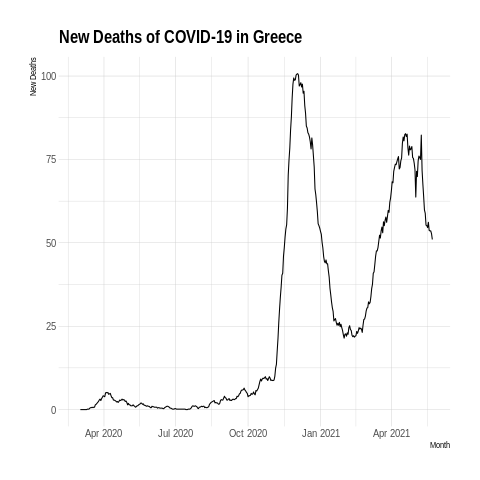 New Deaths of COVID-19 in Greece
New Deaths
100
75
50
25
0
Apr 2020 Jul 2020 Oct 2020 Jan 2021 Apr 2021
Month